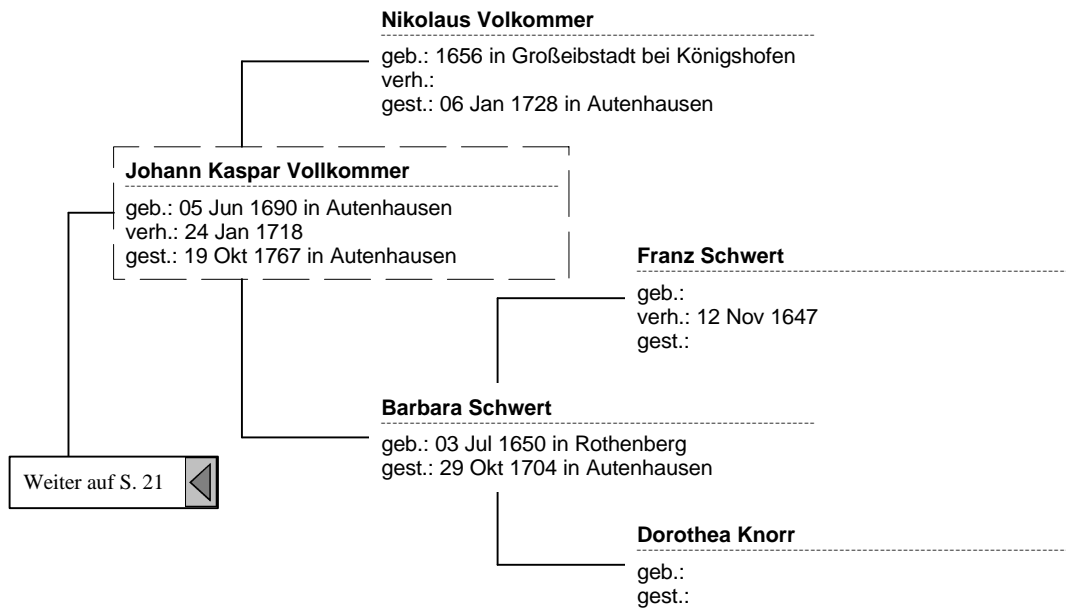 Nikolaus Volkommer
geb.: 1656 in Großeibstadt bei Königshofen
verh.:
gest.: 06 Jan 1728 in Autenhausen
Johann Kaspar Vollkommer
geb.: 05 Jun 1690 in Autenhausen
verh.: 24 Jan 1718
gest.: 19 Okt 1767 in Autenhausen
Franz Schwert
geb.:
verh.: 12 Nov 1647
gest.:
Barbara Schwert
geb.: 03 Jul 1650 in Rothenberg
gest.: 29 Okt 1704 in Autenhausen
Weiter auf S. 21
Dorothea Knorr
geb.:
gest.: